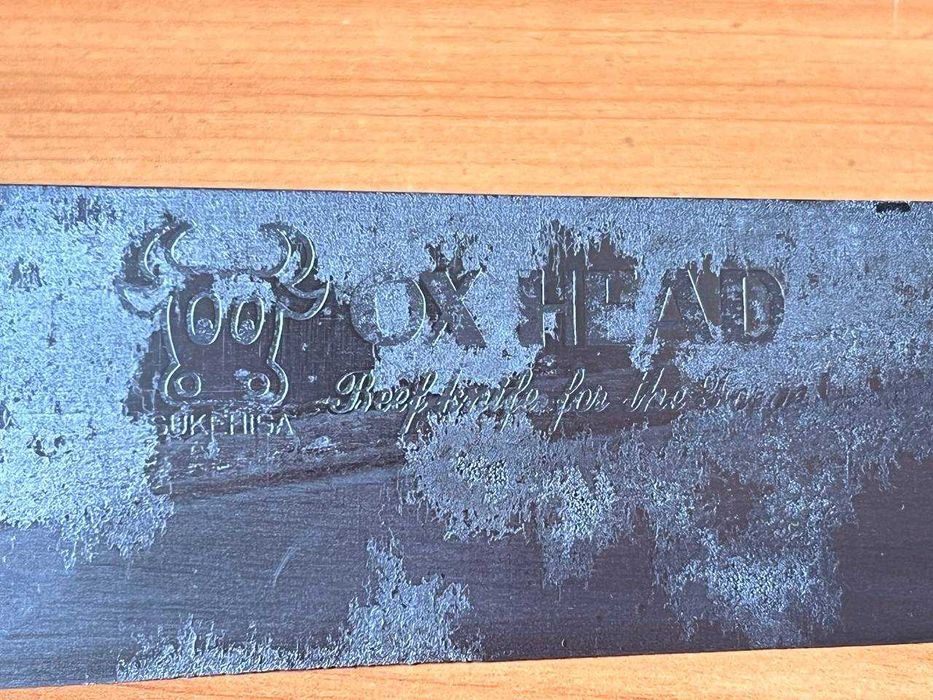 OX HEAD
Beef knife for the
SUKEHISA